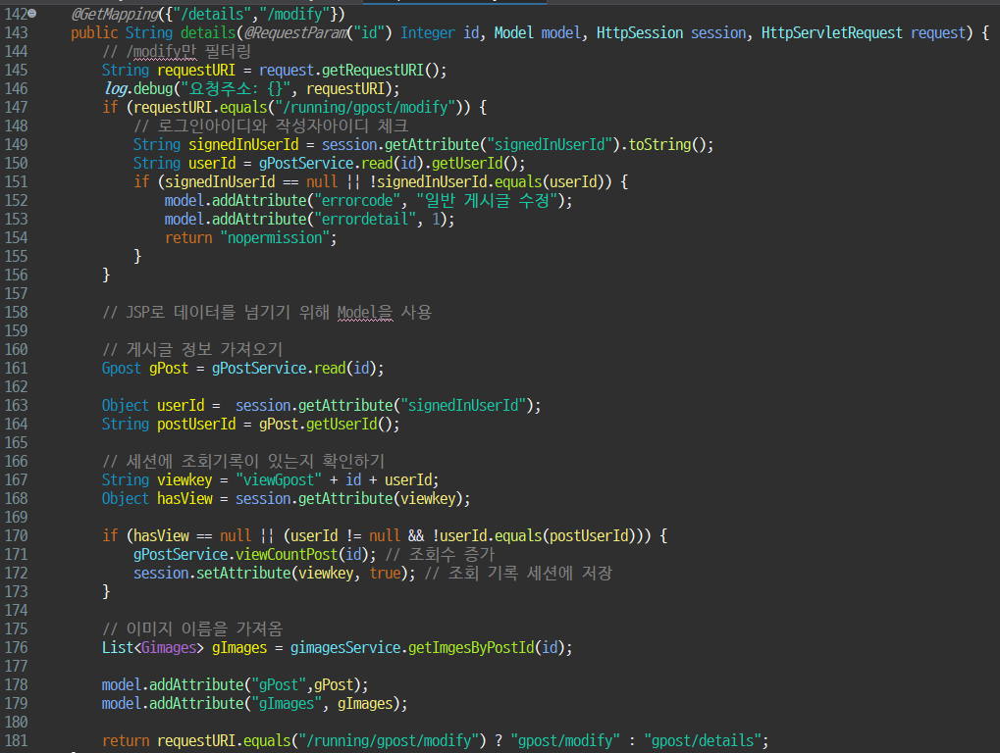 142 @GetMapping({"/details","/modify"})
143 public String details(@RequestParam("id") Integer id, Model model, HttpSession session, HttpServletRequest request) {
144 // /modify만 필터링
145 String requestURI = request.getRequestURI();
146 log.debug("요청주소: {}", requestURI);
147 if (requestURI.equals("/running/gpost/modify")) {
148 // 로그인아이디와 작성자아이디 체크
149 String signedInUserId = session.getAttribute("signedInUserId").toString();
150 String userId = gPostService.read(id).getUserId();
151 if (signedInUserId == null || !signedInUserId.equals(userId)) {
152 model.addAttribute("errorcode", "일반 게시글 수정");
153 model.addAttribute("errordetail", 1);
154 return "nopermission";
155 }
156 }
157
158 // JSP로 데이터를 넘기기 위해 Model을 사용
159
160 // 게시글 정보 가져오기
161 Gpost gPost = gPostService.read(id);
162
163 Object userId =  session.getAttribute("signedInUserId");
164 String postUserId = gPost.getUserId();
165
166 // 세션에 조회기록이 있는지 확인하기
167 String viewkey = "viewGpost" + id + userId;
168 Object hasView = session.getAttribute(viewkey);
169
170 if (hasView == null || (userId != null && !userId.equals(postUserId))) {
171 gPostService.viewCountPost(id); // 조회수 증가
172 session.setAttribute(viewkey, true); // 조회 기록 세션에 저장
173 }
174
175 // 이미지 이름을 가져옴
176 List<Gimages> gImages = gimagesService.getImgesByPostId(id);
177
178 model.addAttribute("gPost",gPost);
179 model.addAttribute("gImages", gImages);
180
181 return requestURI.equals("/running/gpost/modify") ? "gpost/modify" : "gpost/details";